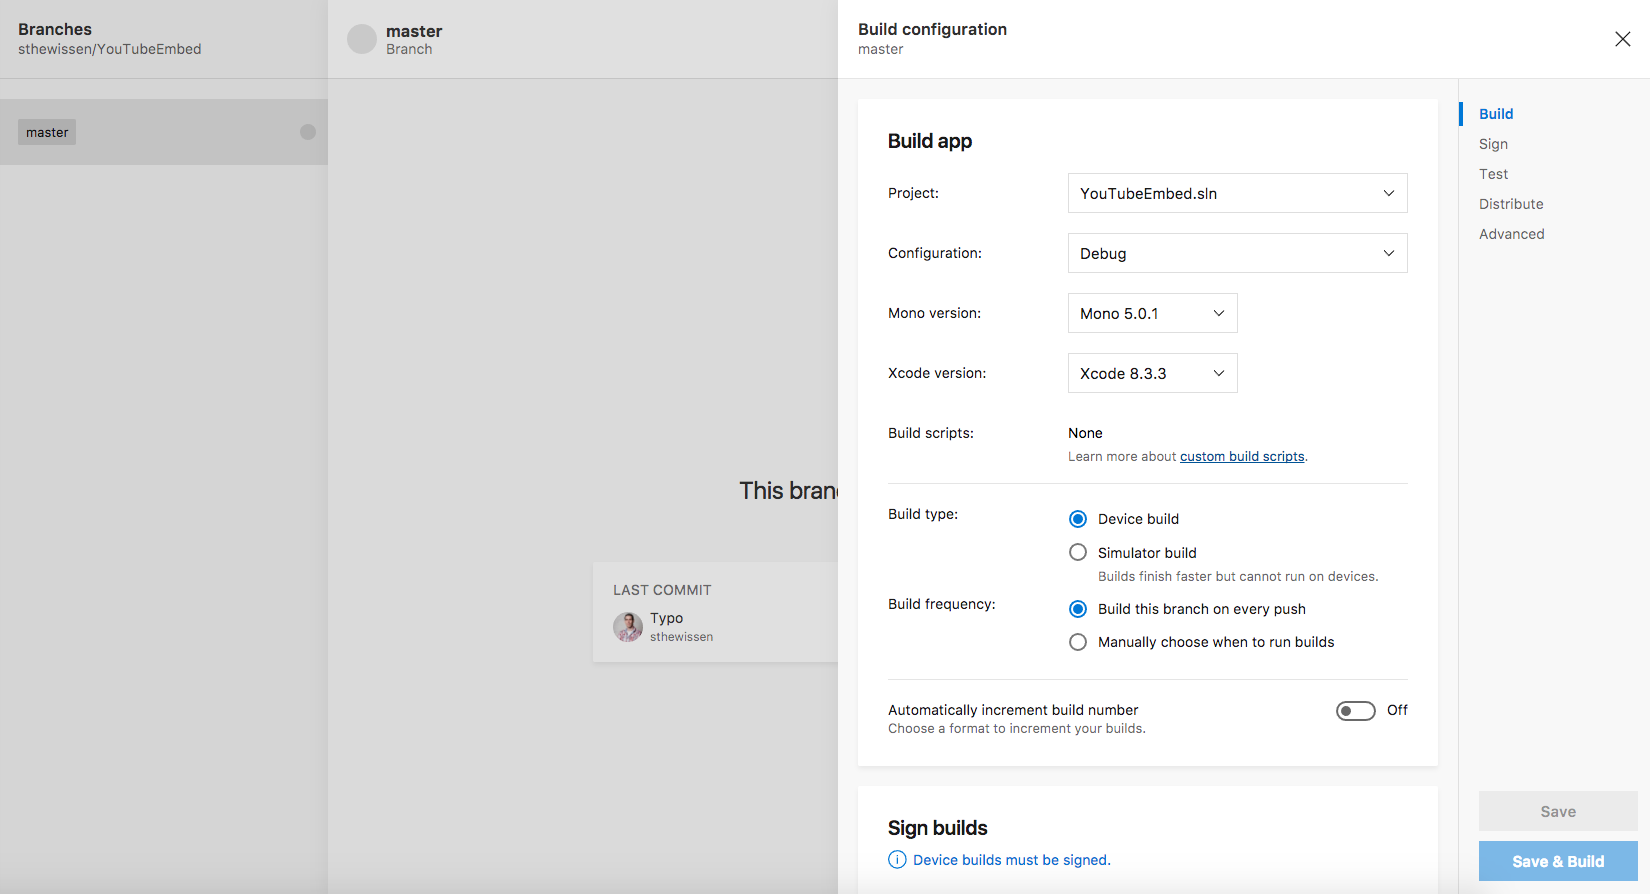 Branches
sthewissen/YouTubeEmbed
master
master
Branch
This bran
LAST COMMIT
Typo
sthewissen
Build configuration
master
Build app
Project:
YouTubeEmbed.sln
Configuration:
Debug
Mono version:
Mono 5.0.1
Xcode version:
Xcode 8.3.3
Build scripts:
None
Learn more about custom build scripts.
Build type:
Device build
Simulator build
Builds finish faster but cannot run on devices.
Build frequency:
Build this branch on every push
Manually choose when to run builds
Automatically increment build number
Off
Choose a format to increment your builds.
Sign builds
Device builds must be signed.
Build
Sign
Test
Distribute
Advanced
Save
Save & Build